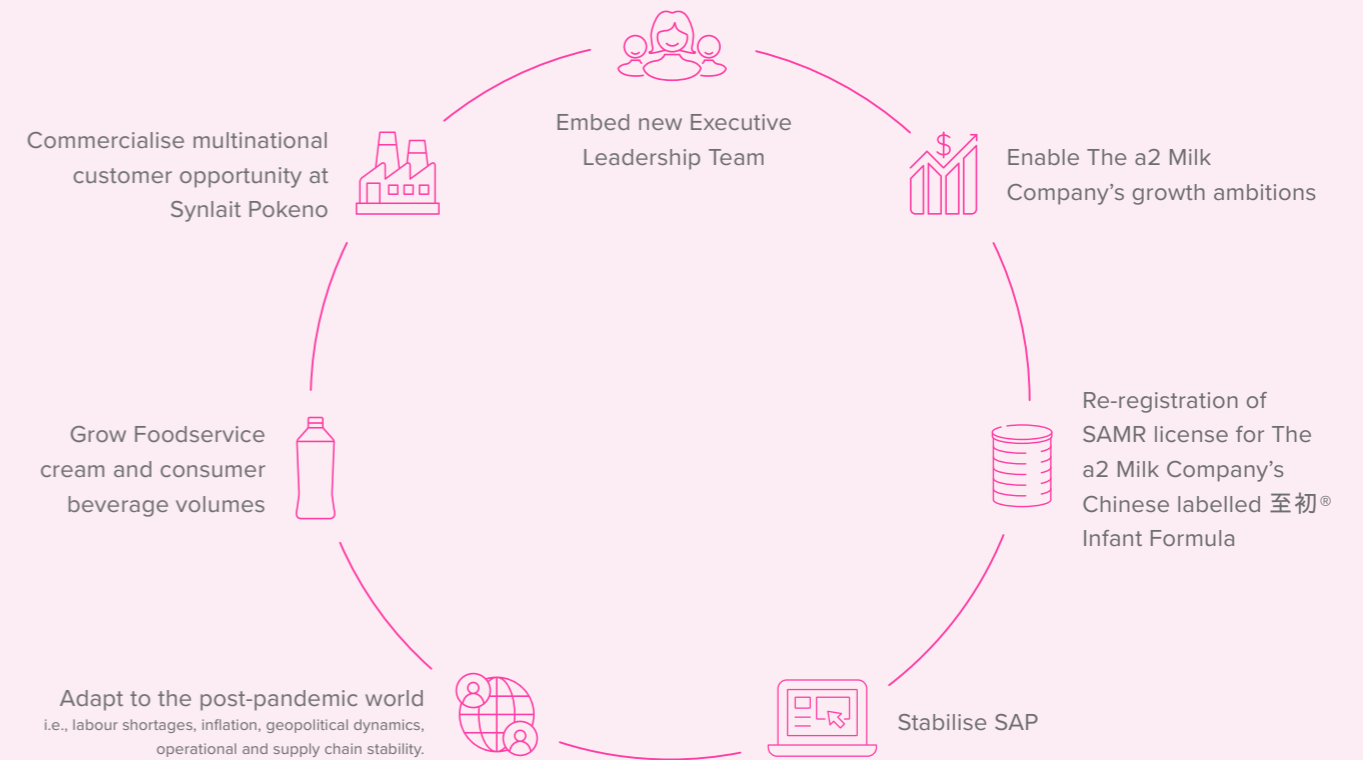 Embed new Executive
Leadership Team
Enable The a2 Milk
Company’s growth ambitions
Re-registration of
SAMR license for The
a2 Milk Company’s
Chinese labelled 至初®
Infant Formula
Stabilise SAP
Adapt to the post-pandemic world
i.e., labour shortages, inflation, geopolitical dynamics,
operational and supply chain stability.
Grow Foodservice
cream and consumer
beverage volumes
Commercialise multinational
customer opportunity at
Synlait Pokeno
$